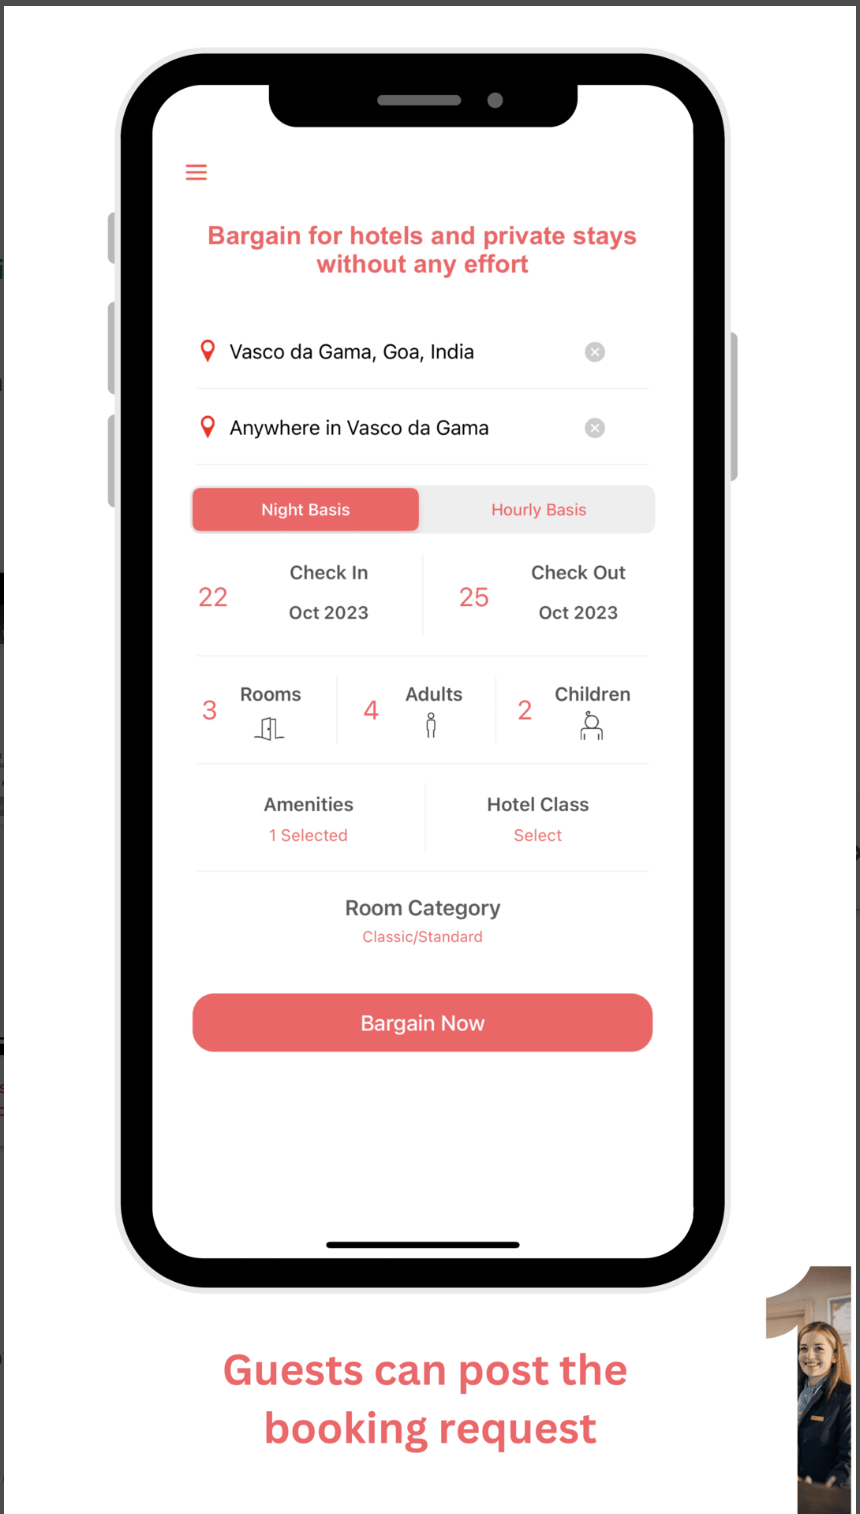 Bargain for hotels and private stays
without any effort
Vasco da Gama, Goa, India
Anywhere in Vasco da Gama
Night Basis
Hourly Basis
22
Check In
Oct 2023
25
Check Out
Oct 2023
3
Rooms
4
Adults
2
Children
Amenities
1 Selected
Hotel Class
Select
Room Category
Classic/Standard
Bargain Now
Guests can post the
booking request
1